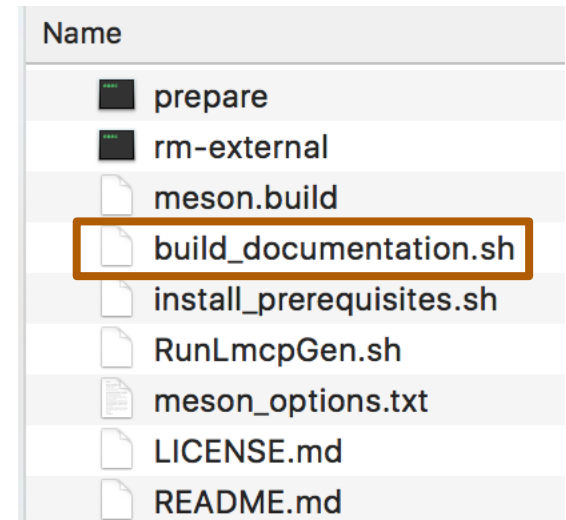 Name
prepare
rm-external
meson.build
build_documentation.sh
install_prerequisites.sh
RunLmcpGen.sh
meson_options.txt
LICENSE.md
README.md